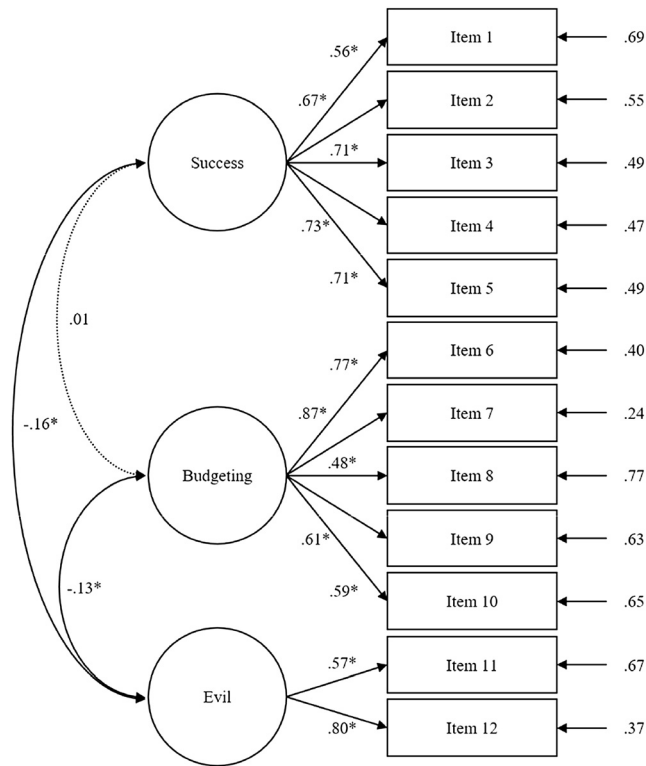 Item 1
.69
.56*
Item 2
.55
.67*
Success
.71*
Item 3
.49
Item 4
.47
.73*
.71*
Item 5
.49
.01
Item 6
.40
.77*
Item 7
.24
.87*
-.16*
.48*
Budgeting
Item 8
.77
Item 9
.63
.61*
-.13*
.59*
Item 10
.65
.57*
Item 11
.67
Evil
.80*
Item 12
.37